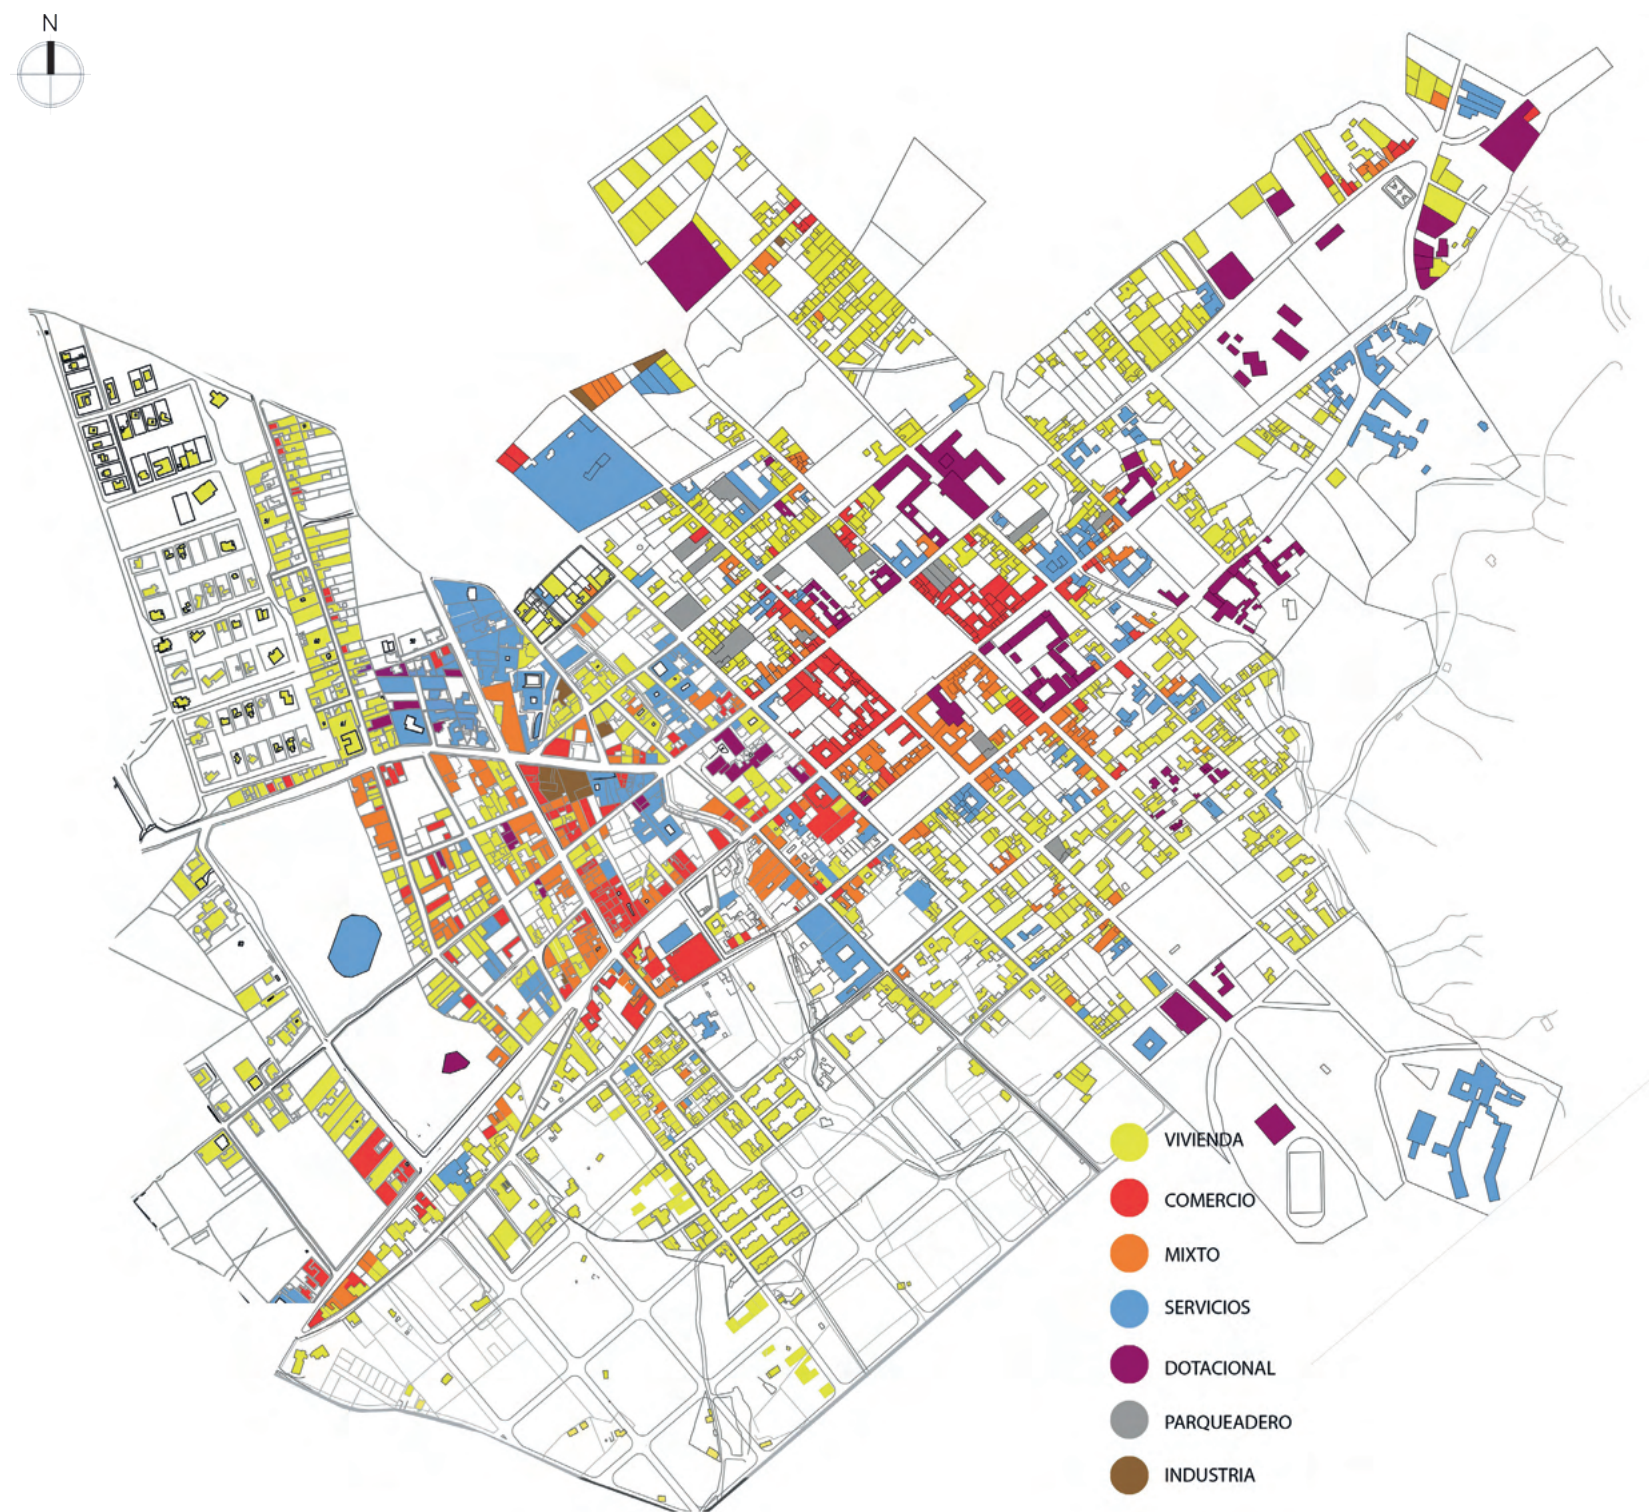 N
VIVIENDA
COMERCIO
MIXTO
SERVICIOS
DOTACIONAL
PARQUEADERO
INDUSTRIA